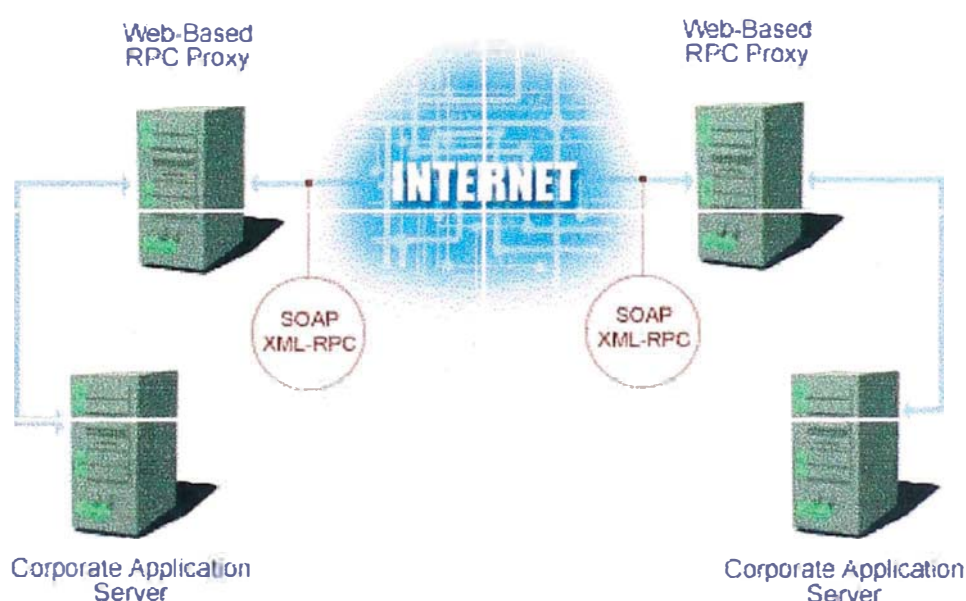 Web-Based
RPC Proxy
Web-Based
RPC Proxy
INTERNET
SOAP
XML-RPC
SOAP
XML-RPC
Corporate Application
Server
Corporate Application
Server